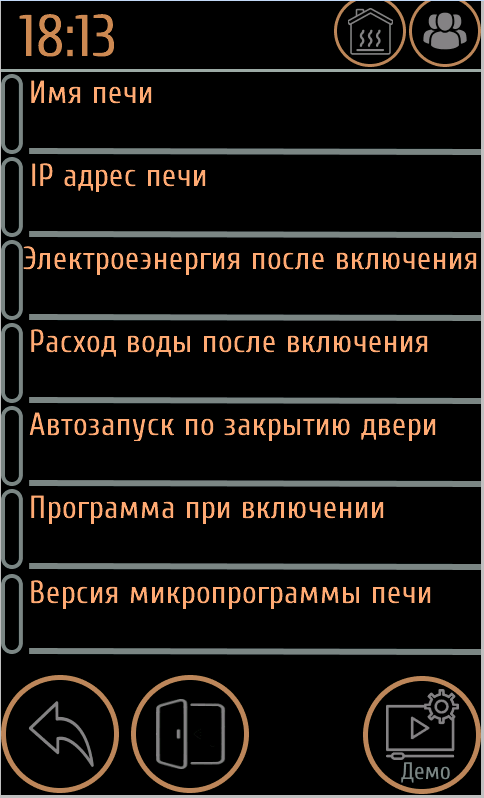 18:13
Имя печи
IP адрес печи
Электроеэнергия после включения
Расход воды после включения
Автозапуск по закрытию двери
Программа при включении
Версия микропрограммы печи
Демо